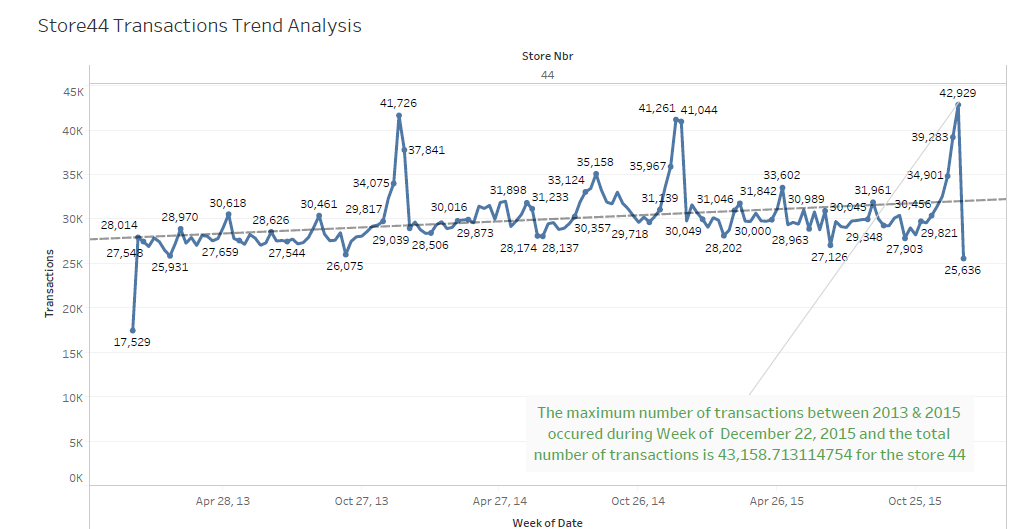 Store44 Transactions Trend Analysis
Store Nbr
44
45K
40K
35K
30K
25K
20K
15K
10K
5K
0K
Transactions
28,014
27,548
17,529
25,931
28,970
27,659
30,618
28,626
27,544
30,461
26,075
29,817
34,075
41,726
37,841
29,039
28,506
30,016
29,873
31,898
31,233
28,174
28,137
33,124
35,158
30,357
29,718
31,139
35,967
41,261
41,044
30,049
31,046
28,202
31,842
30,000
33,602
28,963
30,989
27,126
30,045
29,348
31,961
27,903
30,456
29,821
34,901
39,283
42,929
25,636
The maximum number of transactions between 2013 & 2015
occured during Week of December 22, 2015 and the total
number of transactions is 43,158.713114754 for the store 44
Apr 28, 13
Oct 27, 13
Apr 27, 14
Oct 26, 14
Apr 26, 15
Oct 25, 15
Week of Date